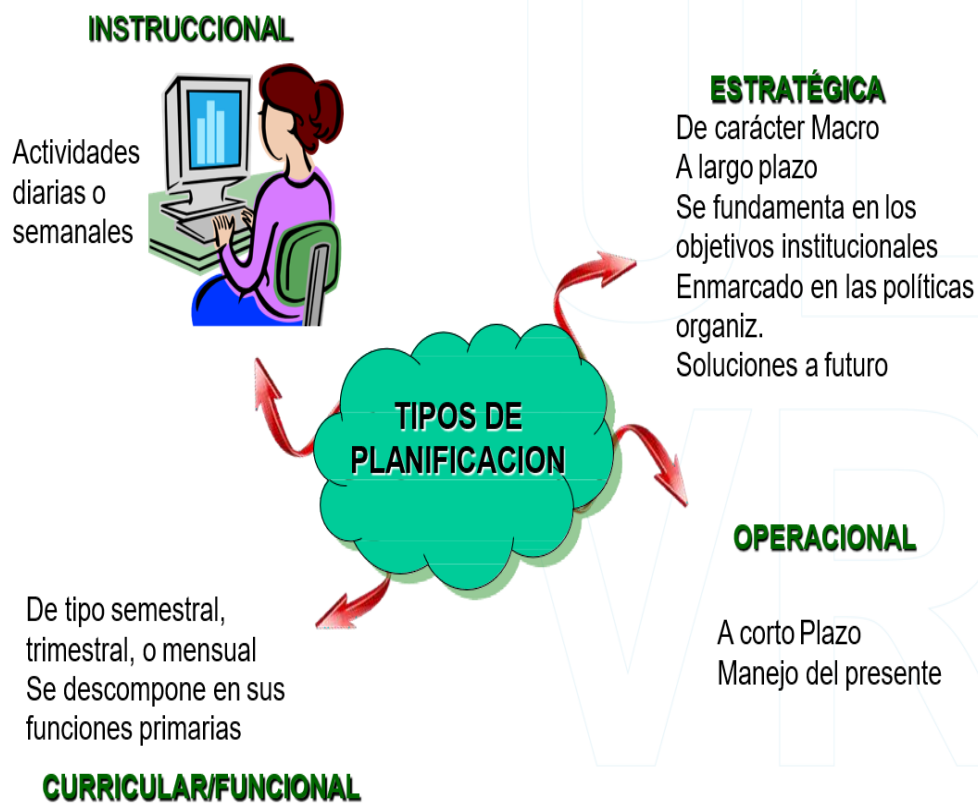 INSTRUCCIONAL
Actividades
diarias o
semanales
ESTRATÉGICA
De carácter Macro
A largo plazo
Se fundamenta en los
objetivos institucionales
Enmarcado en las políticas
organiz.
Soluciones a futuro
TIPOS DE
PLANIFICACION
OPERACIONAL
A corto Plazo
Manejo del presente
De tipo semestral,
trimestral, o mensual
Se descompone en sus
funciones primarias
CURRICULAR/FUNCIONAL
UL
VR